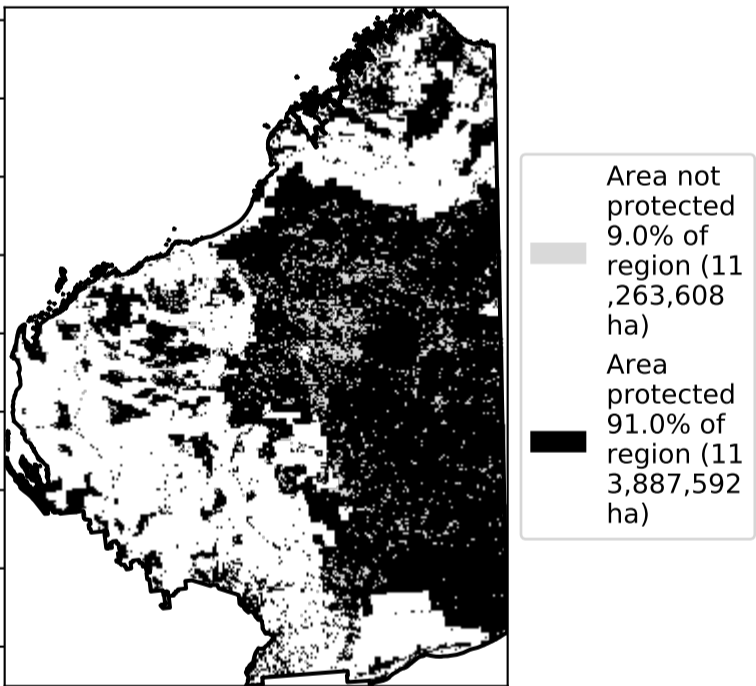 Area not
protected
9.0% of
region (11
,263,608
ha)
Area
protected
91.0% of
region (11
3,887,592
ha)